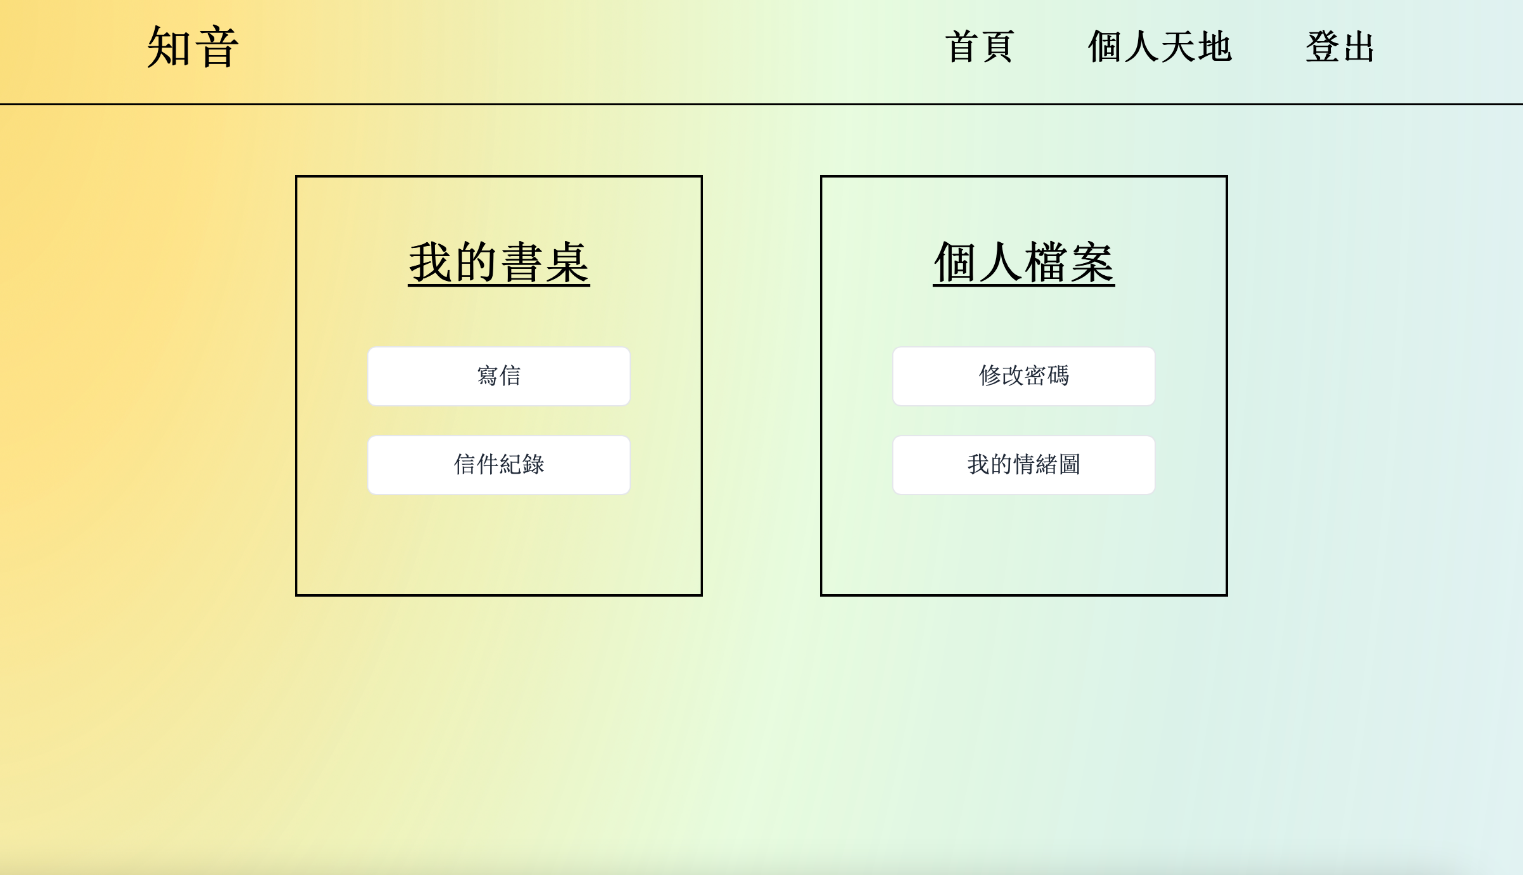 知音
首頁 個人天地 登出
我的書桌
寫信
信件紀錄
個人檔案
修改密碼
我的情緒圖